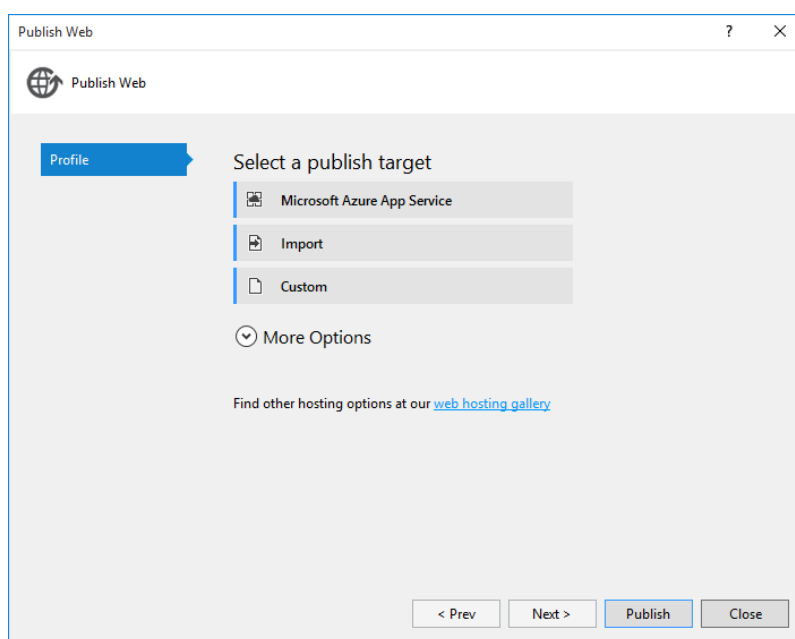 Publish Web
?
Publish Web
Profile
Select a publish target
Microsoft Azure App Service
Import
Custom
More Options
Find other hosting options at our web hosting gallery
< Prev
Next >
Publish
Close